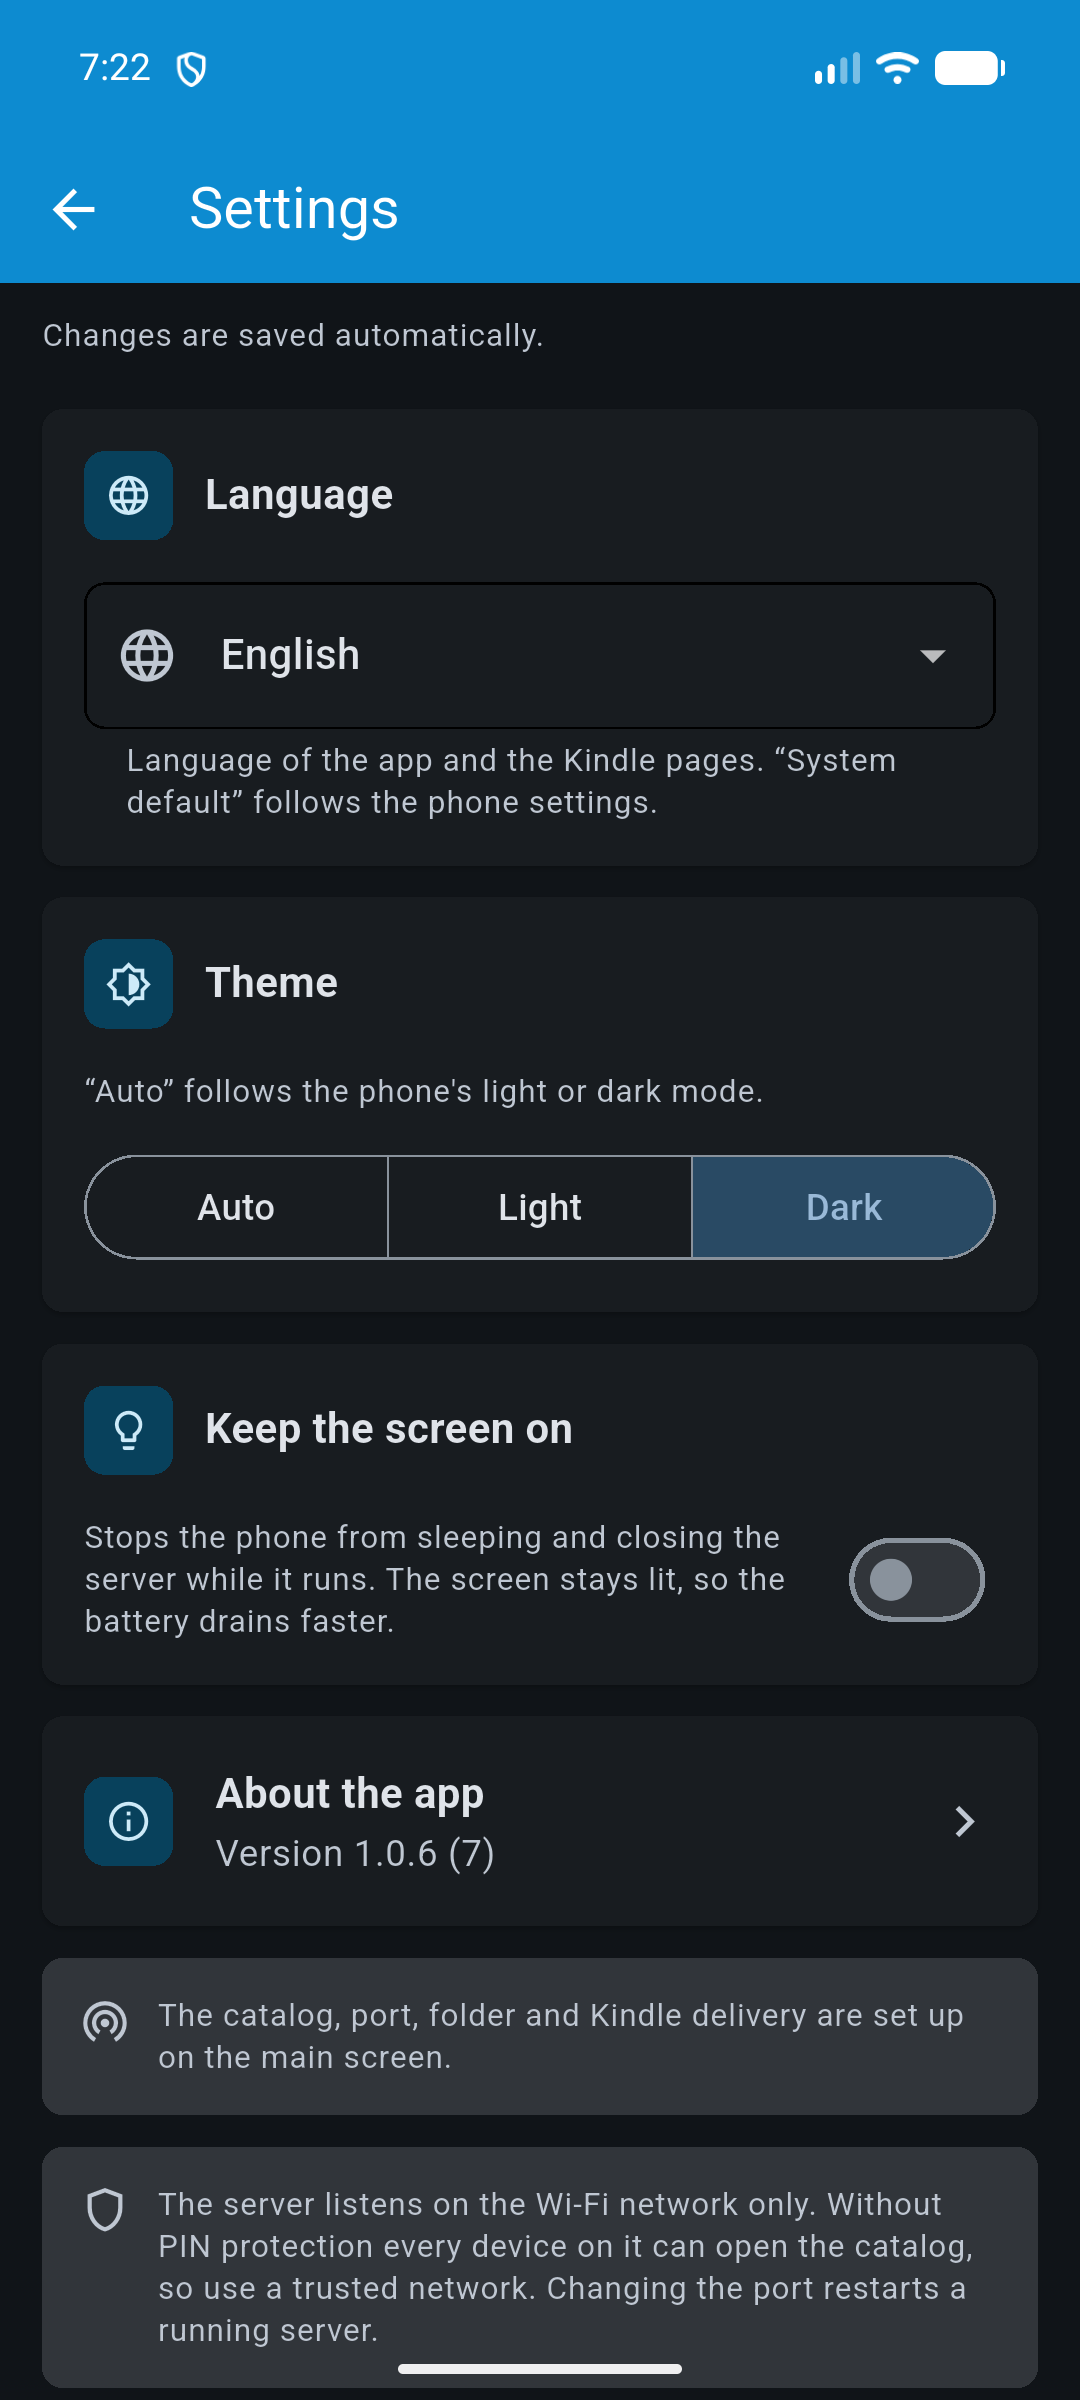 7:22
Settings
Changes are saved automatically.
Language
English
Language of the app and the Kindle pages. “System
default” follows the phone settings.
Theme
“Auto” follows the phone's light or dark mode.
Auto Light Dark
Keep the screen on
Stops the phone from sleeping and closing the
server while it runs. The screen stays lit, so the
battery drains faster.
About the app
Version 1.0.6 (7)
The catalog, port, folder and Kindle delivery are set up
on the main screen.
The server listens on the Wi-Fi network only. Without
PIN protection every device on it can open the catalog,
so use a trusted network. Changing the port restarts a
running server.